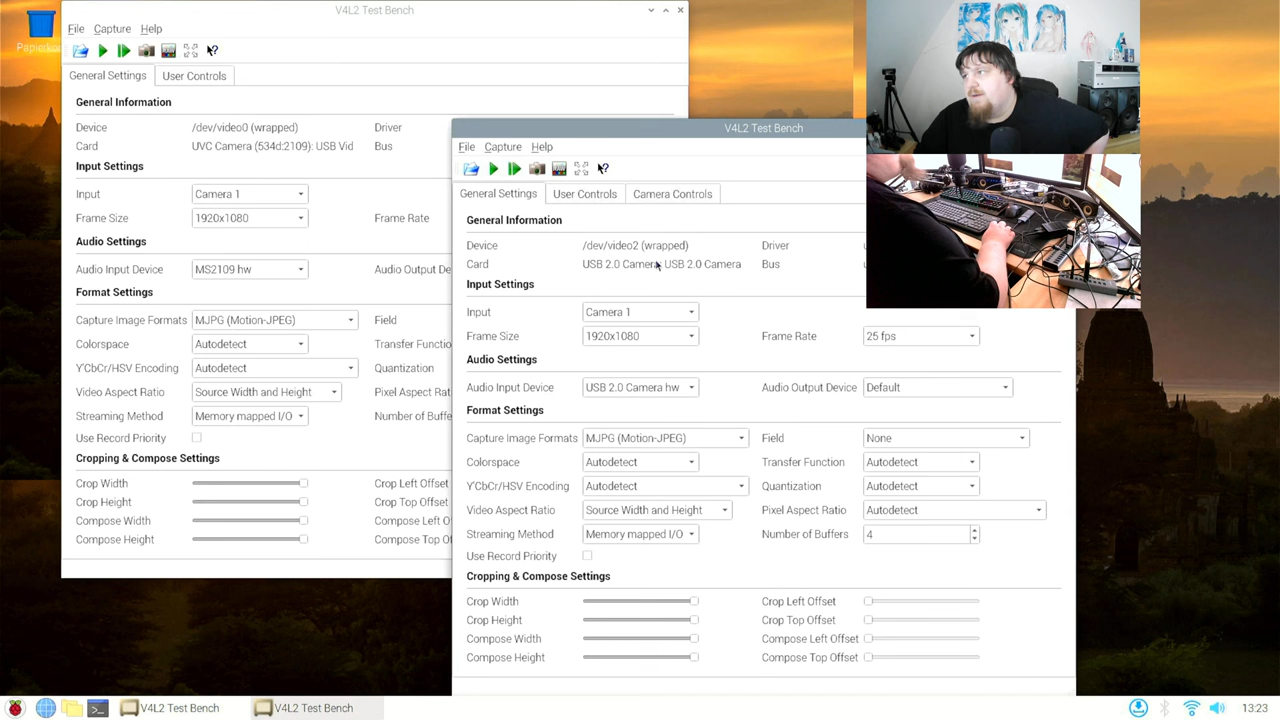 Papierko
V4L2 Test Bench
File Capture Help
General Settings User Controls
General Information
Device /dev/video0 (wrapped) Driver
Card UVC Camera (534d:2109): USB Vid Bus
Input Settings
Input Camera 1
Frame Size 1920x1080 Frame Rate
Audio Settings
Audio Input Device MS2109 hw Audio Output De
Format Settings
Capture Image Formats MJPG (Motion-JPEG) Field
Colorspace Autodetect Transfer Functio
Y'CbCr/HSV Encoding Autodetect Quantization
Video Aspect Ratio Source Width and Height Pixel Aspect Rat
Streaming Method Memory mapped I/O Number of Buffe
Use Record Priority
Cropping & Compose Settings
Crop Width Crop Left Offset
Crop Height Crop Top Offset
Compose Width Compose Left O
Compose Height Compose Top Of
V4L2 Test Bench
File Capture Help
General Settings User Controls Camera Controls
General Information
Device /dev/video2 (wrapped) Driver
Card USB 2.0 Camera: USB 2.0 Camera Bus
Input Settings
Input Camera 1
Frame Size 1920x1080 Frame Rate 25 fps
Audio Settings
Audio Input Device USB 2.0 Camera hw Audio Output Device Default
Format Settings
Capture Image Formats MJPG (Motion-JPEG) Field None
Colorspace Autodetect Transfer Function Autodetect
Y'CbCr/HSV Encoding Autodetect Quantization Autodetect
Video Aspect Ratio Source Width and Height Pixel Aspect Ratio Autodetect
Streaming Method Memory mapped I/O Number of Buffers 4
Use Record Priority
Cropping & Compose Settings
Crop Width Crop Left Offset
Crop Height Crop Top Offset
Compose Width Compose Left Offset
Compose Height Compose Top Offset
V4L2 Test Bench V4L2 Test Bench 13:23